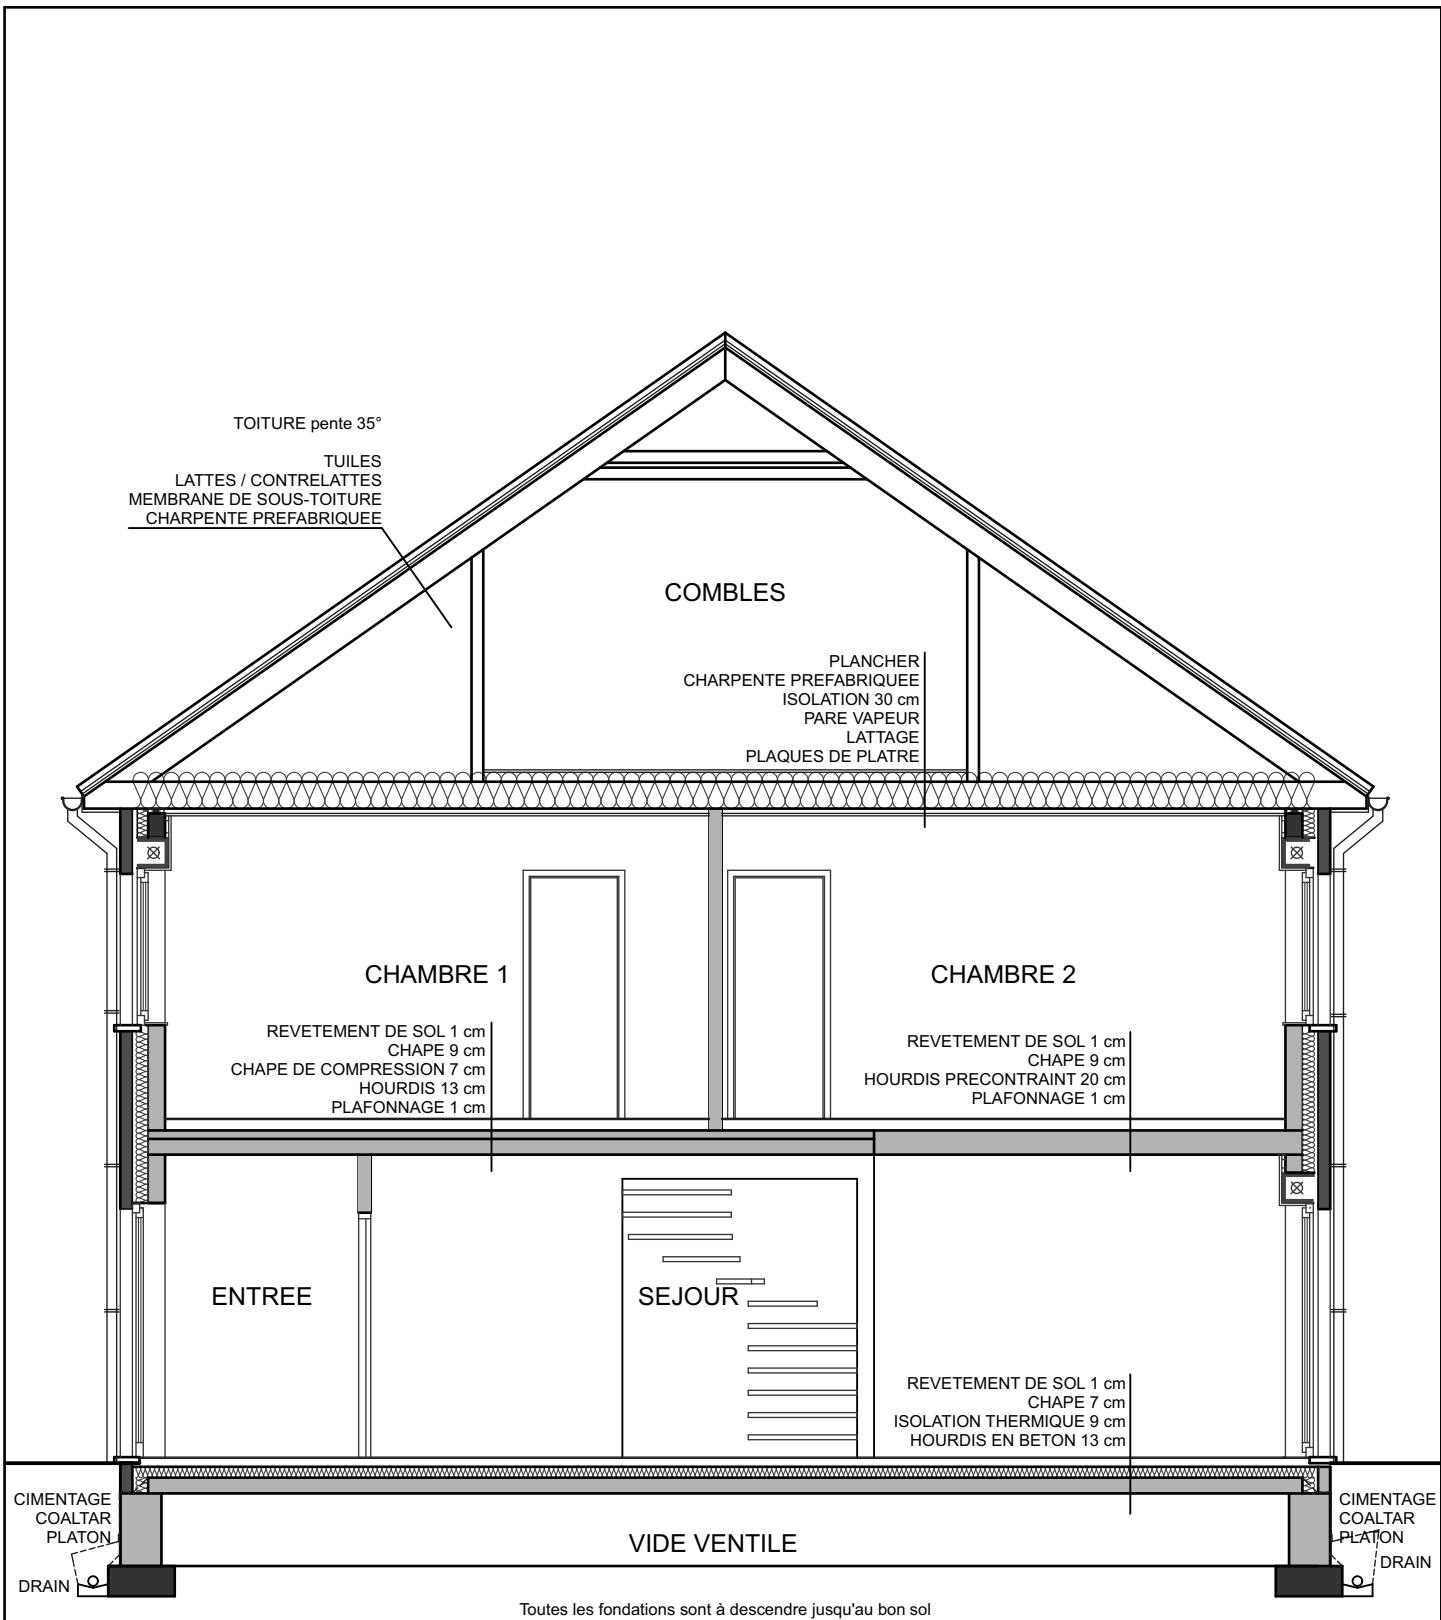 TOITURE pente 35°
TUILES
LATTES / CONTRELATTES
MEMBRANE DE SOUS-TOITURE
CHARPENTE PREFABRIQUEE
COMBLES
PLANCHER
CHARPENTE PREFABRIQUEE
ISOLATION 30 cm
PARE VAPEUR
LATTAGE
PLAQUES DE PLATRE
CHAMBRE 1
CHAMBRE 2
REVETEMENT DE SOL 1 cm
CHAPE 9 cm
CHAPE DE COMPRESSION 7 cm
HOURDIS 13 cm
PLAFONNAGE 1 cm
REVETEMENT DE SOL 1 cm
CHAPE 9 cm
HOURDIS PRECONTRAINT 20 cm
PLAFONNAGE 1 cm
ENTREE
SEJOUR
REVETEMENT DE SOL 1 cm
CHAPE 7 cm
ISOLATION THERMIQUE 9 cm
HOURDIS EN BETON 13 cm
CIMENTAGE
COALTAR
PLATON
DRAIN
VIDE VENTILE
CIMENTAGE
COALTAR
PLATON
DRAIN
Toutes les fondations sont à descendre jusqu'au bon sol